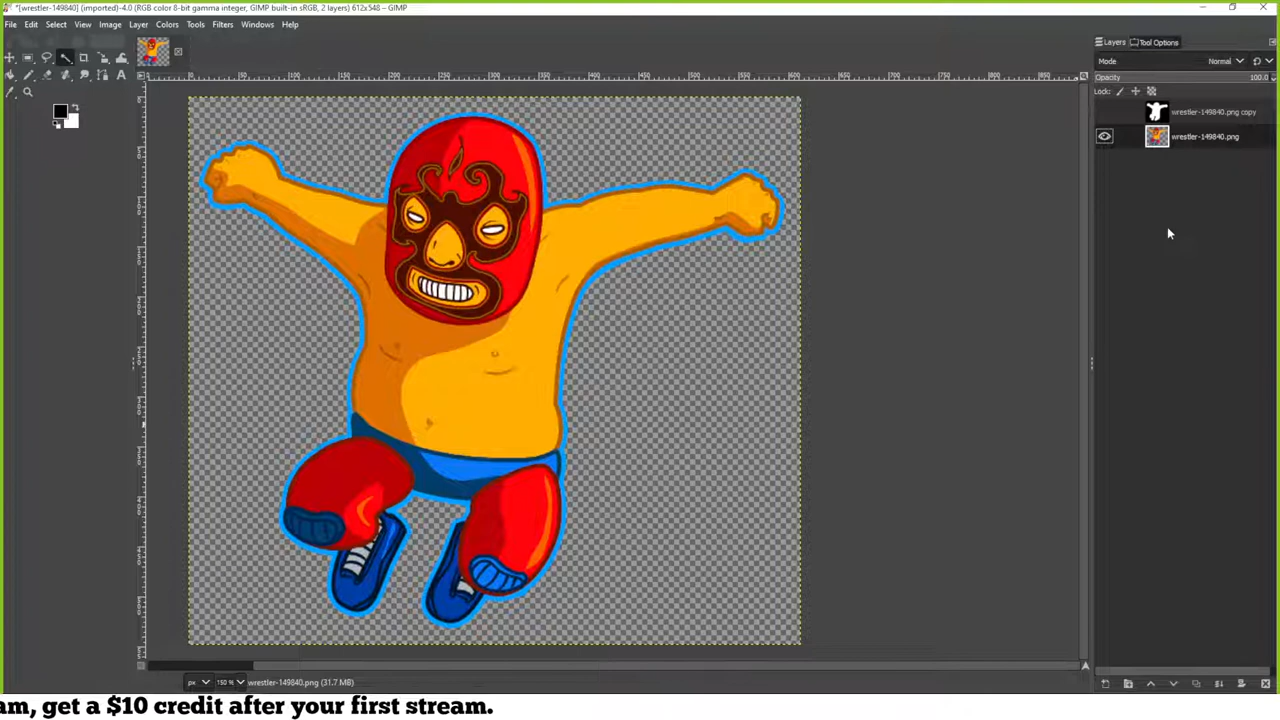 *[wrestler-149840] (imported)-4.0 (RGB color 8-bit gamma integer, GIMP built-in sRGB, 2 layers) 612x548 – GIMP
File Edit Select View Image Layer Colors Tools Filters Windows Help
Layers Tool Options
Mode Normal
Opacity 100.0
Lock:
wrestler-149840.png copy
wrestler-149840.png
px 150 % wrestler-149840.png (31.7 MB)
am, get a $10 credit after your first stream.